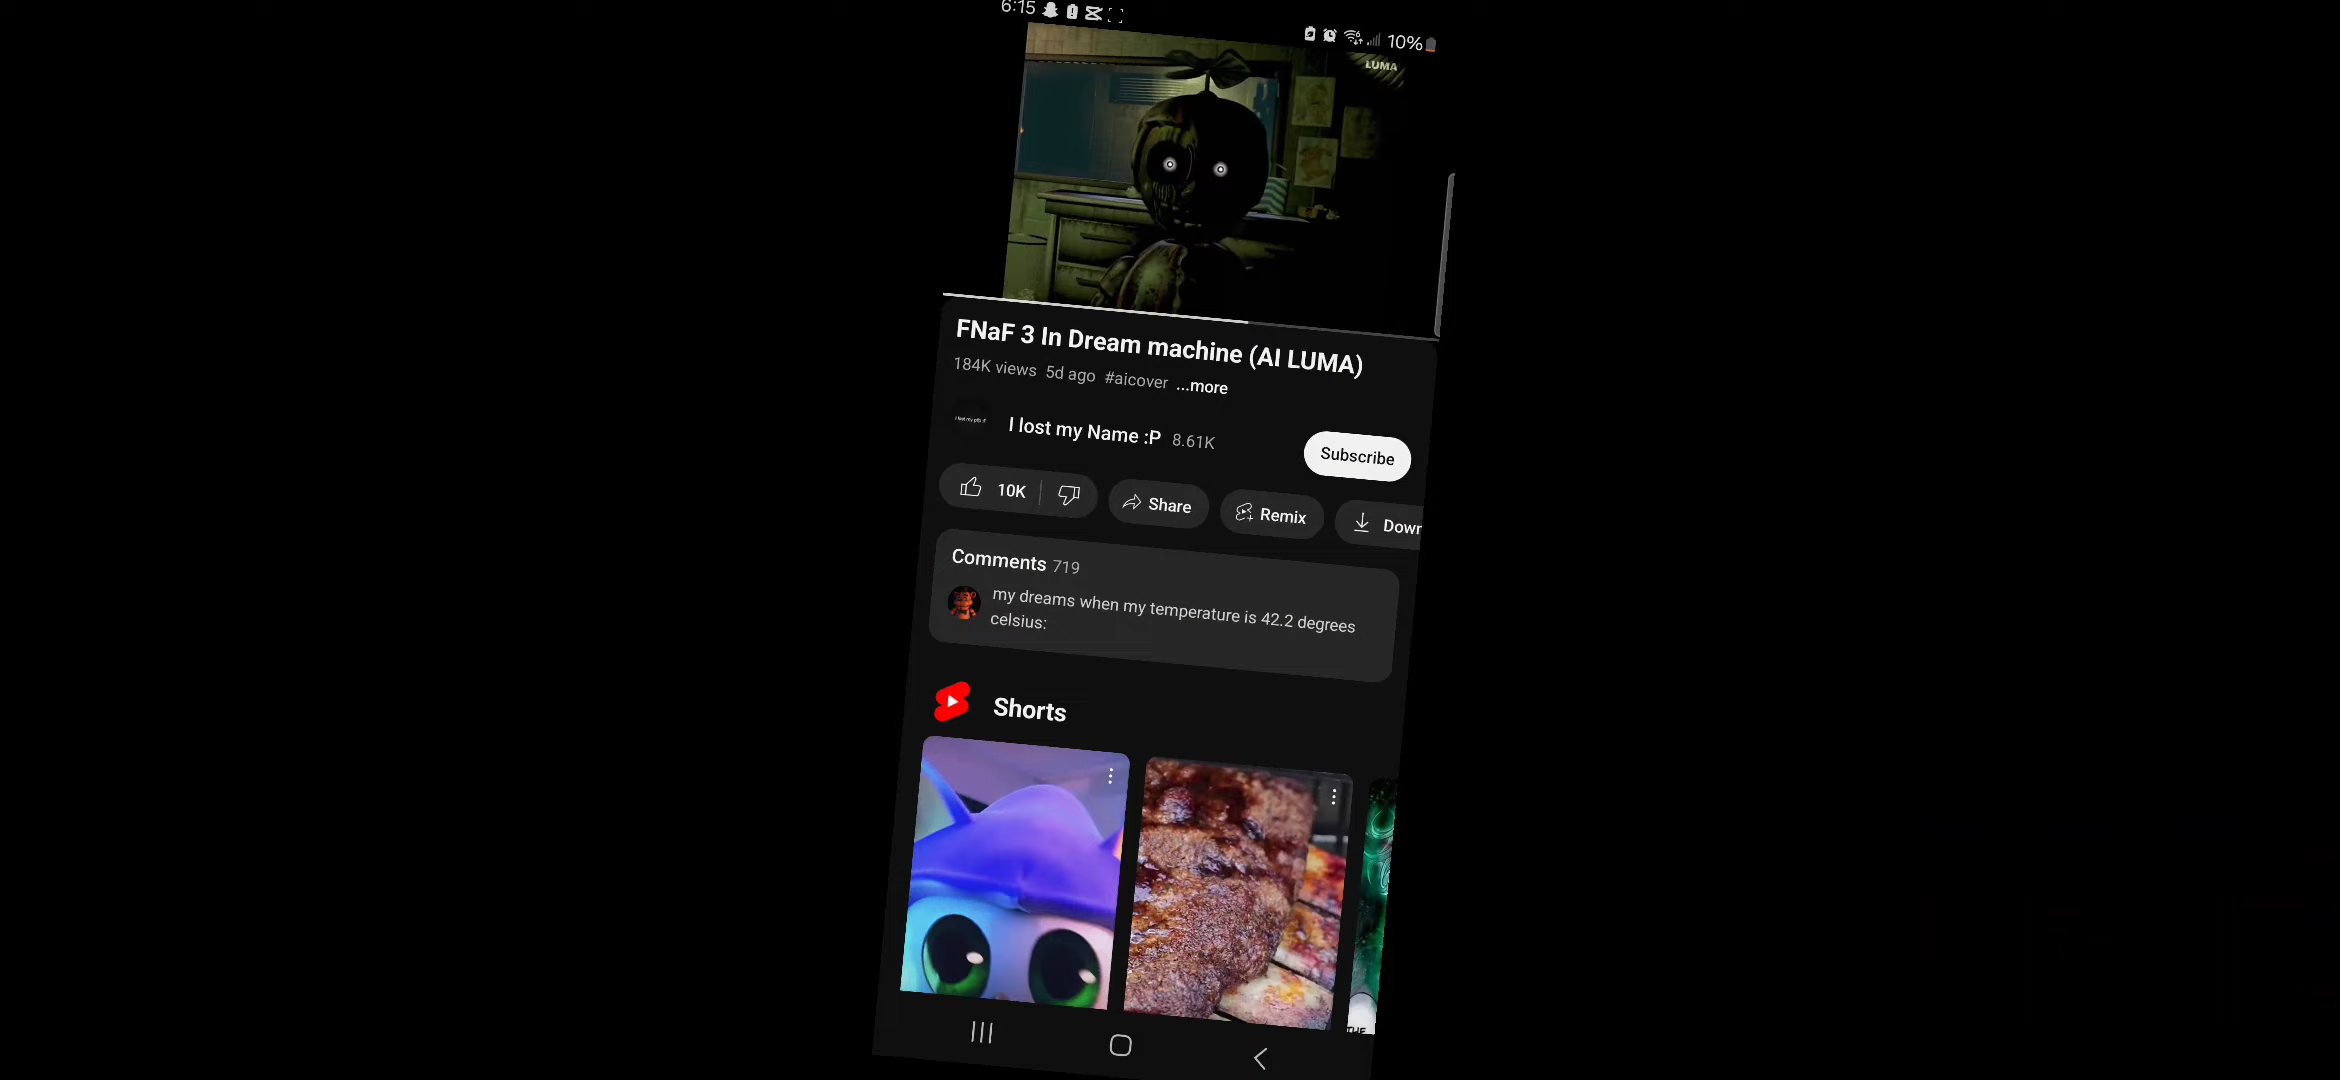 6:15
10%
LUMA
FNaF 3 In Dream machine (AI LUMA)
184K views 5d ago #aicover ...more
I lost my Name :P 8.61K
Subscribe
10K
Share
Remix
Down
Comments 719
my dreams when my temperature is 42.2 degrees
celsius:
Shorts
THE